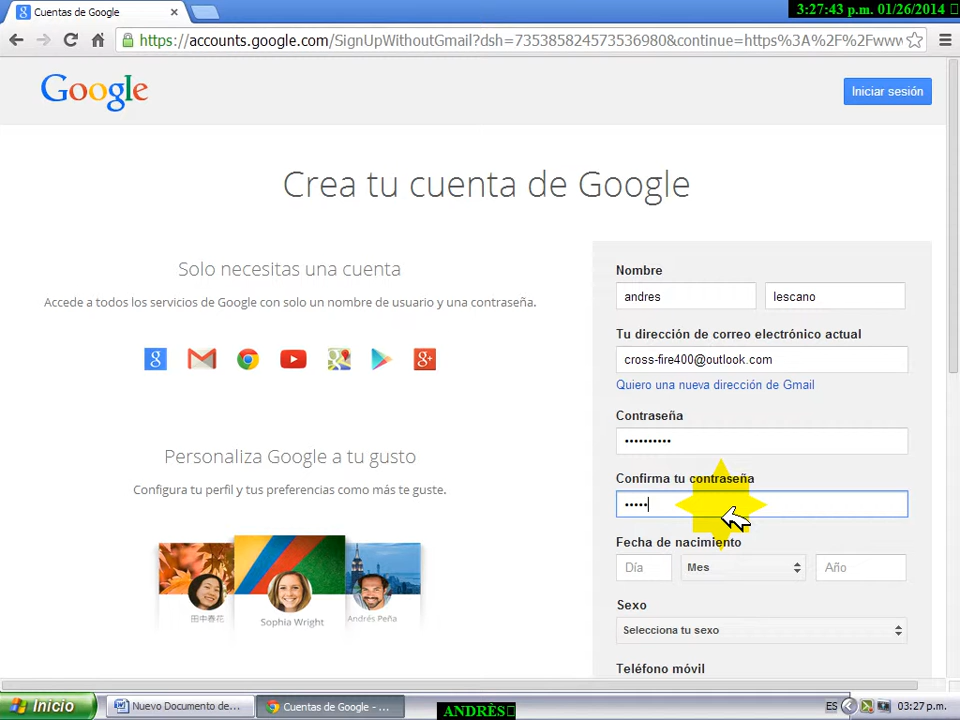 Cuentas de Google
3:27:43 p.m. 01/26/2014
https://accounts.google.com/SignUpWithoutGmail?dsh=735385824573536980&continue=https%3A%2F%2Fwww
Google
Iniciar sesión
Crea tu cuenta de Google
Solo necesitas una cuenta
Accede a todos los servicios de Google con solo un nombre de usuario y una contraseña.
Personaliza Google a tu gusto
Configura tu perfil y tus preferencias como más te guste.
田中春花
Sophia Wright
Andrés Peña
Nombre
andres lescano
Tu dirección de correo electrónico actual
cross-fire400@outlook.com
Quiero una nueva dirección de Gmail
Contraseña
••••••••••
Confirma tu contraseña
•••••
Fecha de nacimiento
Día Mes Año
Sexo
Selecciona tu sexo
Teléfono móvil
Inicio
Nuevo Documento de...
Cuentas de Google - ...
ANDRÈS
ES
03:27 p.m.